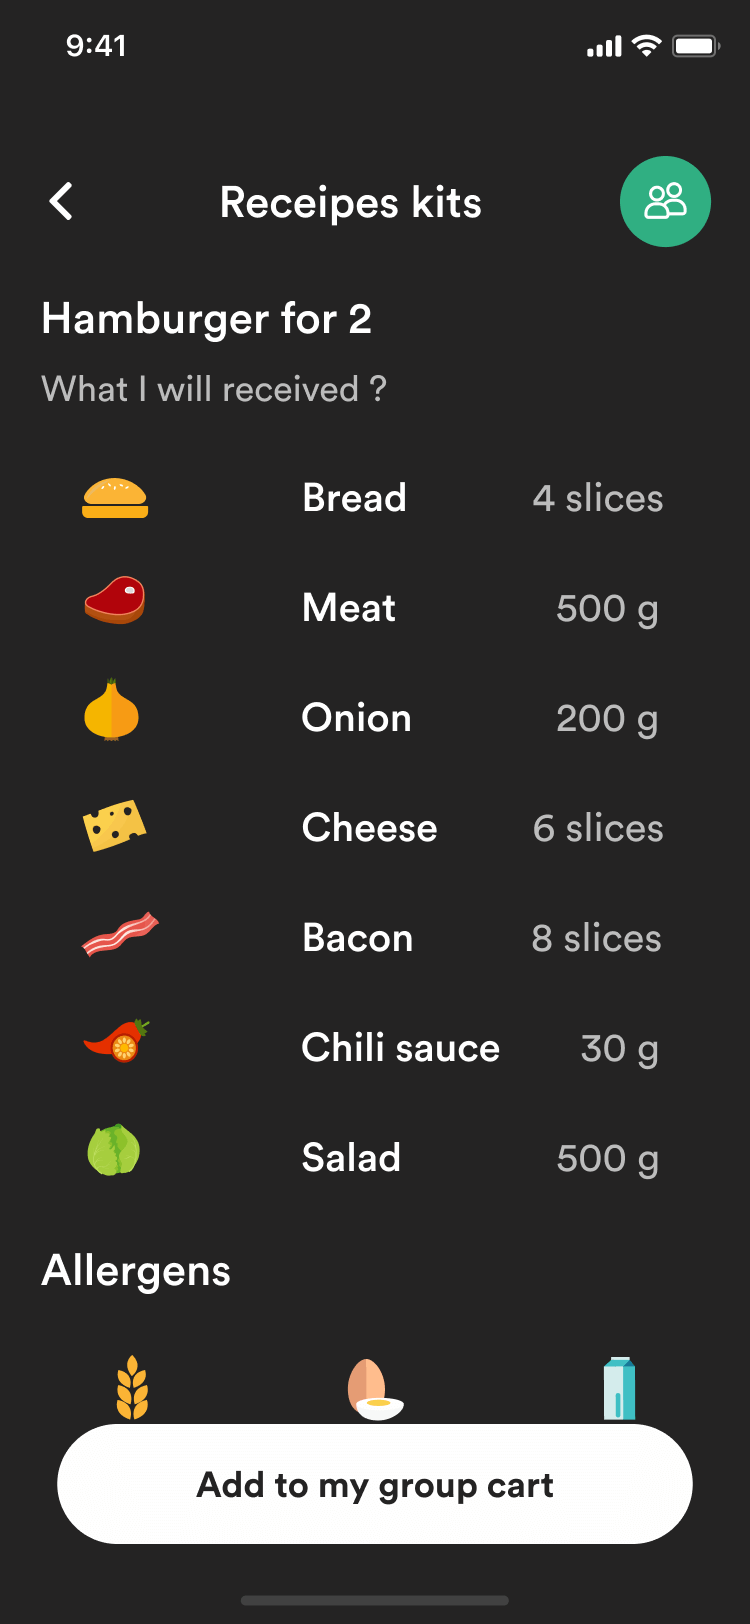 9:41
Receipes kits
Hamburger for 2
What I will received ?
Bread 4 slices
Meat 500 g
Onion 200 g
Cheese 6 slices
Bacon 8 slices
Chili sauce 30 g
Salad 500 g
Allergens
Add to my group cart